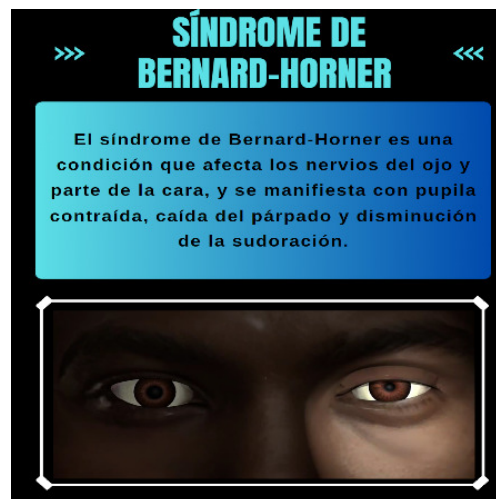 SÍNDROME DE
>>> BERNARD-HORNER <<<
El síndrome de Bernard-Horner es una
condición que afecta los nervios del ojo y
parte de la cara, y se manifiesta con pupila
contraída, caída del párpado y disminución
de la sudoración.